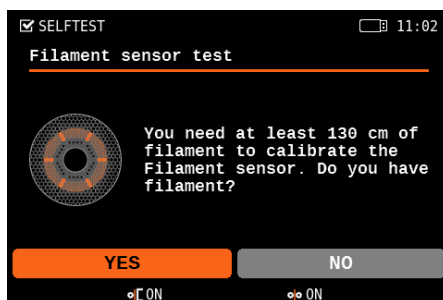 SELFTEST
11:02
Filament sensor test
You need at least 130 cm of
filament to calibrate the
Filament sensor. Do you have
filament?
YES
NO
ON
ON